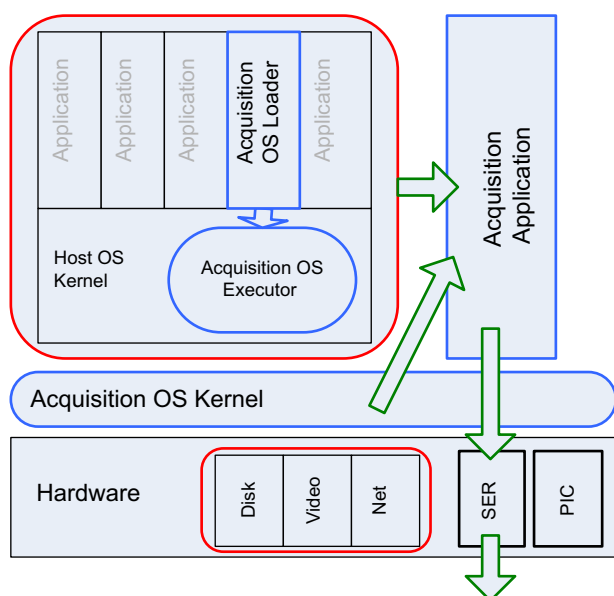 Application
Application
Application
Acquisition
OS Loader
Application
Acquisition
Application
Host OS
Kernel
Acquisition OS
Executor
Acquisition OS Kernel
Hardware
Disk
Video
Net
SER
PIC